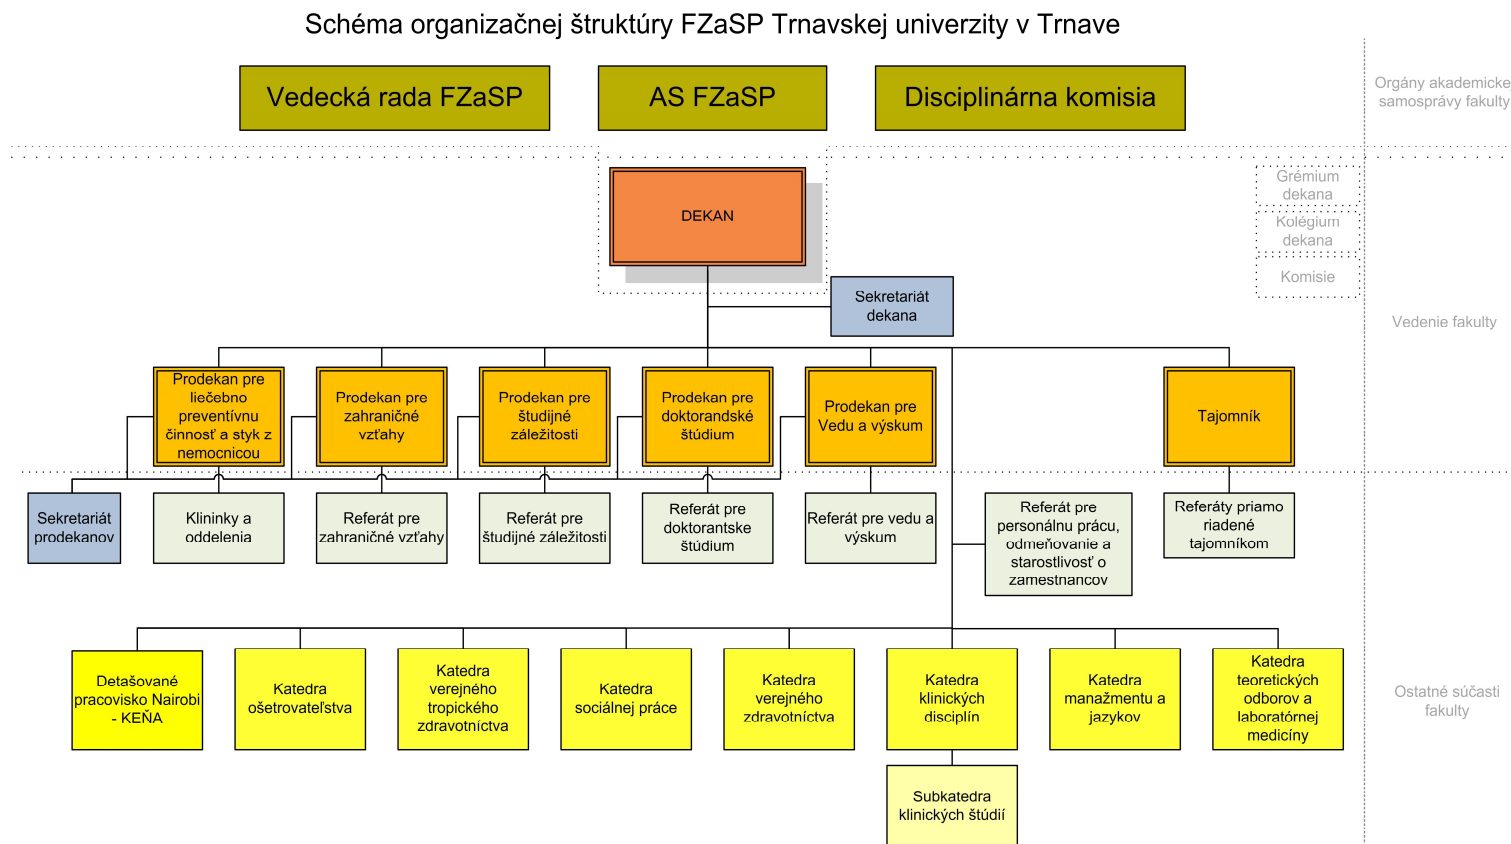 Schéma organizačnej štruktúry FZaSP Trnavskej univerzity v Trnave
Vedecká rada FZaSP
AS FZaSP
Disciplinárna komisia
Orgány akademickej
samosprávy fakulty
DEKAN
Grémium
dekana
Kolégium
dekana
Komisie
Sekretariát
dekana
Vedenie fakulty
Prodekan pre
liečebno
preventívnu
činnosť a styk z
nemocnicou
Prodekan pre
zahraničné
vzťahy
Prodekan pre
študijné
záležitosti
Prodekan pre
doktorandské
štúdium
Prodekan pre
Vedu a výskum
Tajomník
Sekretariát
prodekanov
Klininky a
oddelenia
Referát pre
zahraničné vzťahy
Referát pre
študijné záležitosti
Referát pre
doktorantske
štúdium
Referát pre vedu a
výskum
Referát pre
personálnu prácu,
odmeňovanie a
starostlivosť o
zamestnancov
Referáty priamo
riadené
tajomníkom
Detašované
pracovisko Nairobi
- KEŇA
Katedra
ošetrovateľstva
Katedra
verejného
tropického
zdravotníctva
Katedra
sociálnej práce
Katedra
verejného
zdravotníctva
Katedra
klinických
disciplín
Katedra
manažmentu a
jazykov
Katedra
teoretických
odborov a
laboratórnej
medicíny
Ostatné súčasti
fakulty
Subkatedra
klinických štúdií